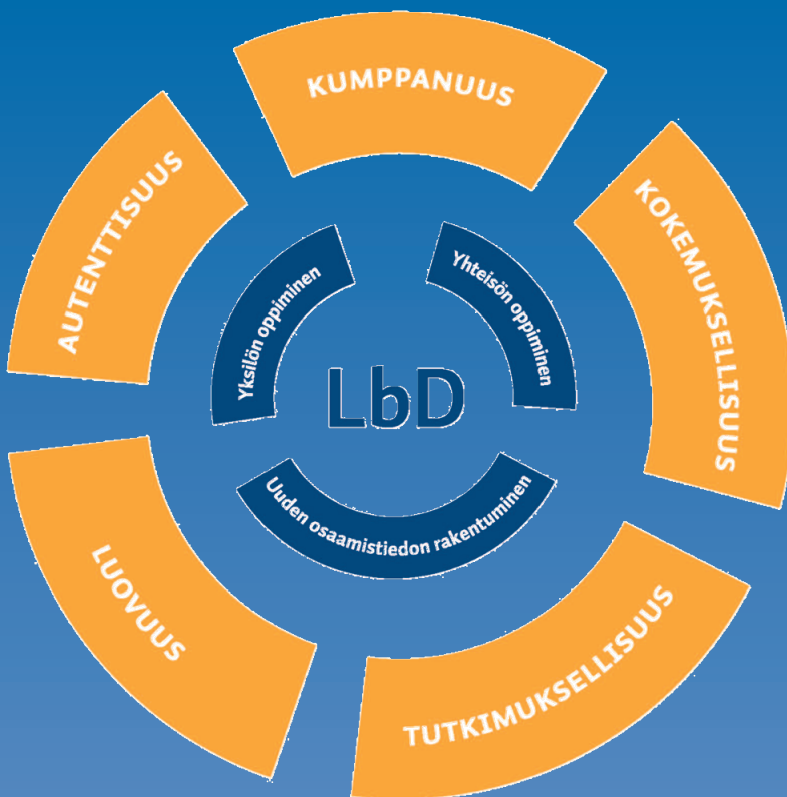 KUMPPANUUS
KOKEMUKSELLISUUS
TUTKIMUKSELLISUUS
LUOVUUS
AUTENTTISUUS
Yksilön oppiminen
Yhteisön oppiminen
LbD
Uuden osaamistiedon rakentuminen